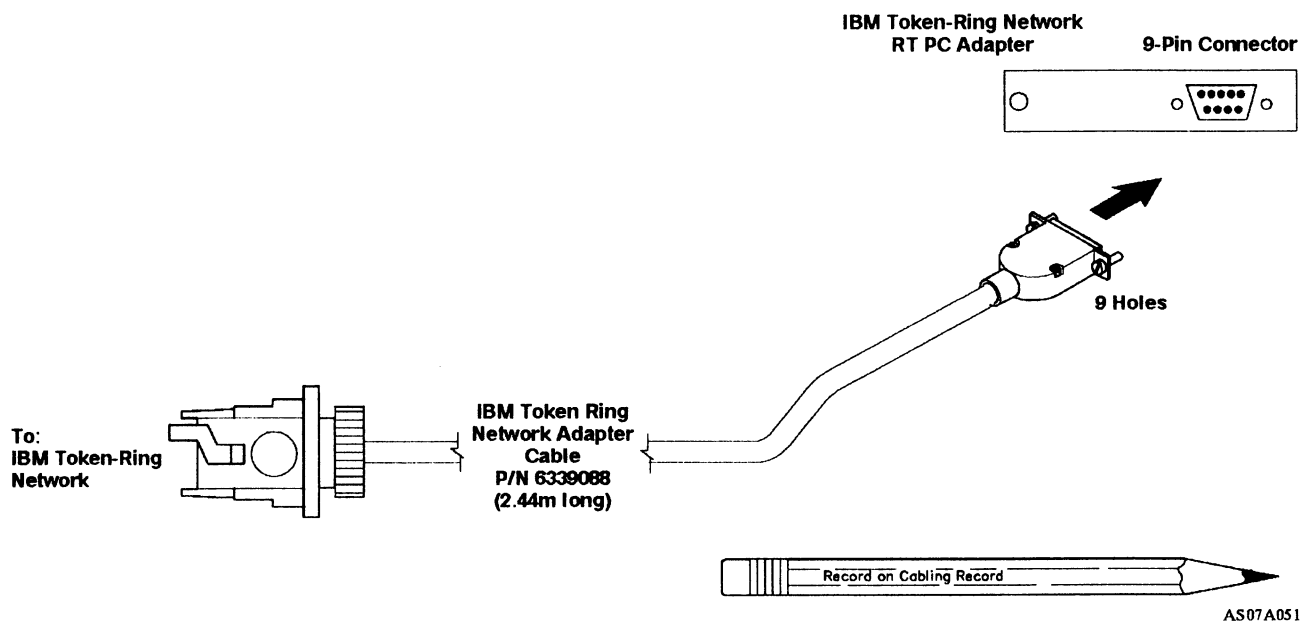 IBM Token-Ring Network
RT PC Adapter
9-Pin Connector
9 Holes
To:
IBM Token-Ring
Network
IBM Token Ring
Network Adapter
Cable
P/N 6339088
(2.44m long)
Record on Cabling Record
AS07A051